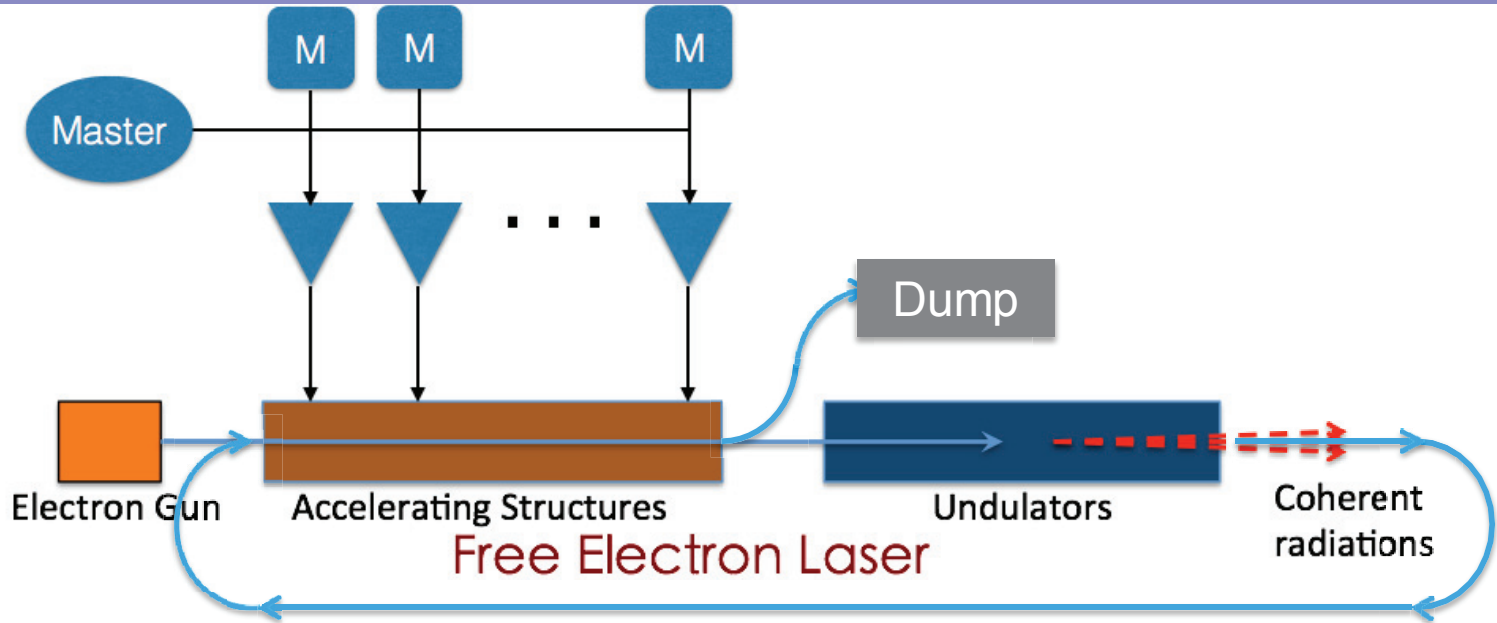 M
M
M
Master
. . .
Dump
Electron Gun
Accelerating Structures
Undulators
Coherent
radiations
Free Electron Laser